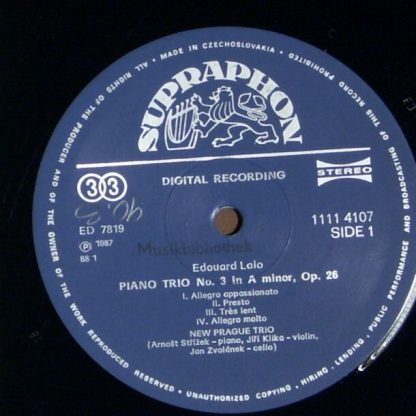 • MADE IN CZECHOSLOVAKIA •
ALL RIGHTS OF THE PRODUCER AND OF THE OWNER OF THE WORK REPRODUCED RESERVED • UNAUTHORIZED COPYING • HIRING • LENDING • PUBLIC PERFORMANCE AND BROADCASTING OF THIS RECORD PROHIBITED
SUPRAPHON
DIGITAL RECORDING
33
STEREO
ED 7819
℗ 1987
88 1
1111 4107
SIDE 1
Musikbibliothek
Edouard Lalo
PIANO TRIO No. 3 in A minor, Op. 26
I. Allegro appassionato
II. Presto
III. Très lent
IV. Allegro molto
NEW PRAGUE TRIO
(Arnošt Střížek - piano, Jiří Klika - violin,
Jan Zvolánek - cello)